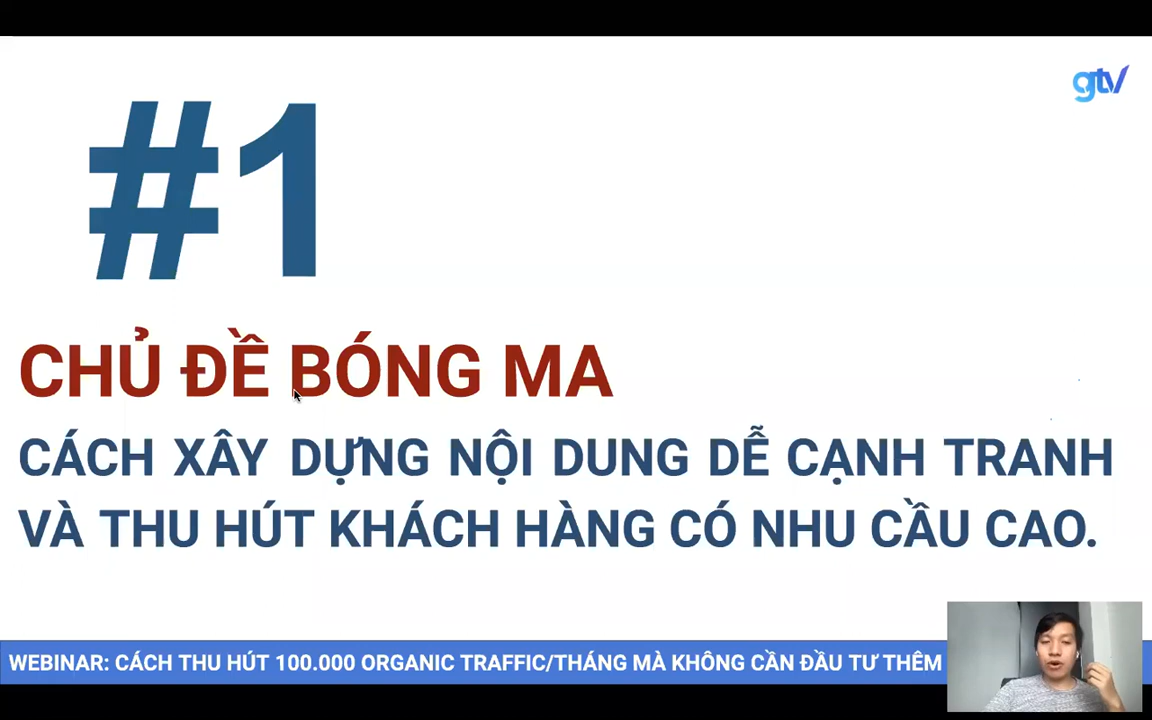 gtv
#1
CHỦ ĐỀ BÓNG MA
CÁCH XÂY DỰNG NỘI DUNG DỄ CẠNH TRANH
VÀ THU HÚT KHÁCH HÀNG CÓ NHU CẦU CAO.
WEBINAR: CÁCH THU HÚT 100.000 ORGANIC TRAFFIC/THÁNG MÀ KHÔNG CẦN ĐẦU TƯ THÊM